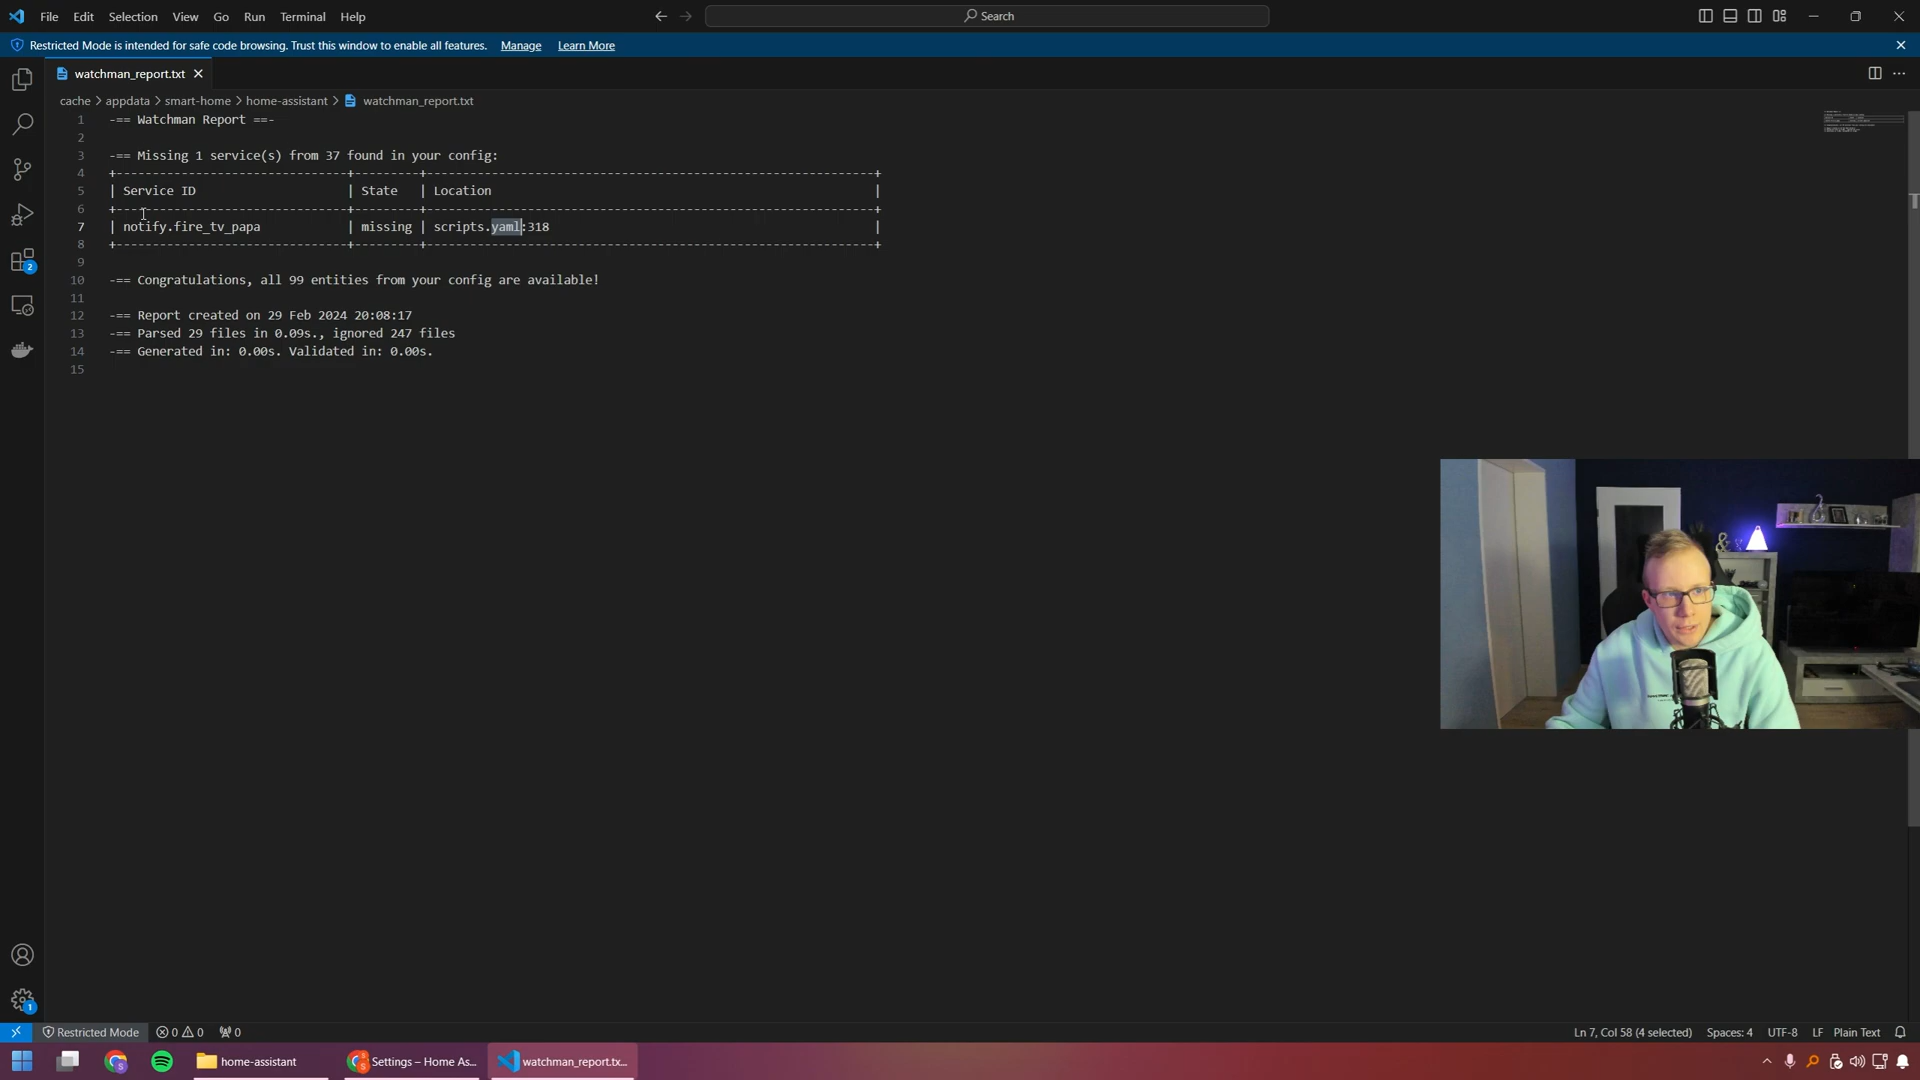 File Edit Selection View Go Run Terminal Help
Search
Restricted Mode is intended for safe code browsing. Trust this window to enable all features. Manage Learn More
watchman_report.txt
cache > appdata > smart-home > home-assistant > watchman_report.txt
1 -== Watchman Report ==-
2
3 -== Missing 1 service(s) from 37 found in your config:
4 +--------------------------------+---------+---------------------------------------------------------------+
5 | Service ID | State | Location |
6 +--------------------------------+---------+---------------------------------------------------------------+
7 | notify.fire_tv_papa | missing | scripts.yaml:318 |
8 +--------------------------------+---------+---------------------------------------------------------------+
9
10 -== Congratulations, all 99 entities from your config are available!
11
12 -== Report created on 29 Feb 2024 20:08:17
13 -== Parsed 29 files in 0.09s., ignored 247 files
14 -== Generated in: 0.00s. Validated in: 0.00s.
15
2
1
Restricted Mode 0 0 0 Ln 7, Col 58 (4 selected) Spaces: 4 UTF-8 LF Plain Text
home-assistant Settings – Home As... watchman_report.tx...